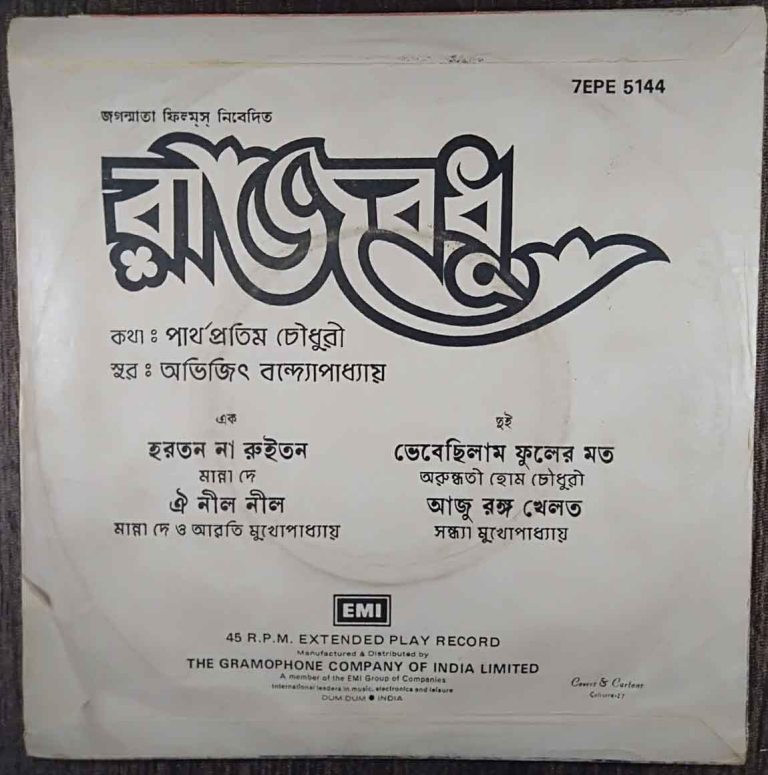 7EPE 5144
জগন্মাতা ফিল্মস্ নিবেদিত
রাজবধূ
কথা : পার্থপ্রতিম চৌধুরী
সুর : অভিজিৎ বন্দ্যোপাধ্যায়
এক
হরতন না রুইতন
মান্না দে
ঐ নীল নীল
মান্না দে ও আরতি মুখোপাধ্যায়
দুই
ভেবেছিলাম ফুলের মত
অরুন্ধতী হোম চৌধুরী
আজু রঙ্গ খেলত
সন্ধ্যা মুখোপাধ্যায়
EMI
45 R.P.M. EXTENDED PLAY RECORD
Manufactured & Distributed by
THE GRAMOPHONE COMPANY OF INDIA LIMITED
A member of the EMI Group of Companies
International leaders in music, electronics and leisure
DUM DUM ● INDIA
Covers & Cartons